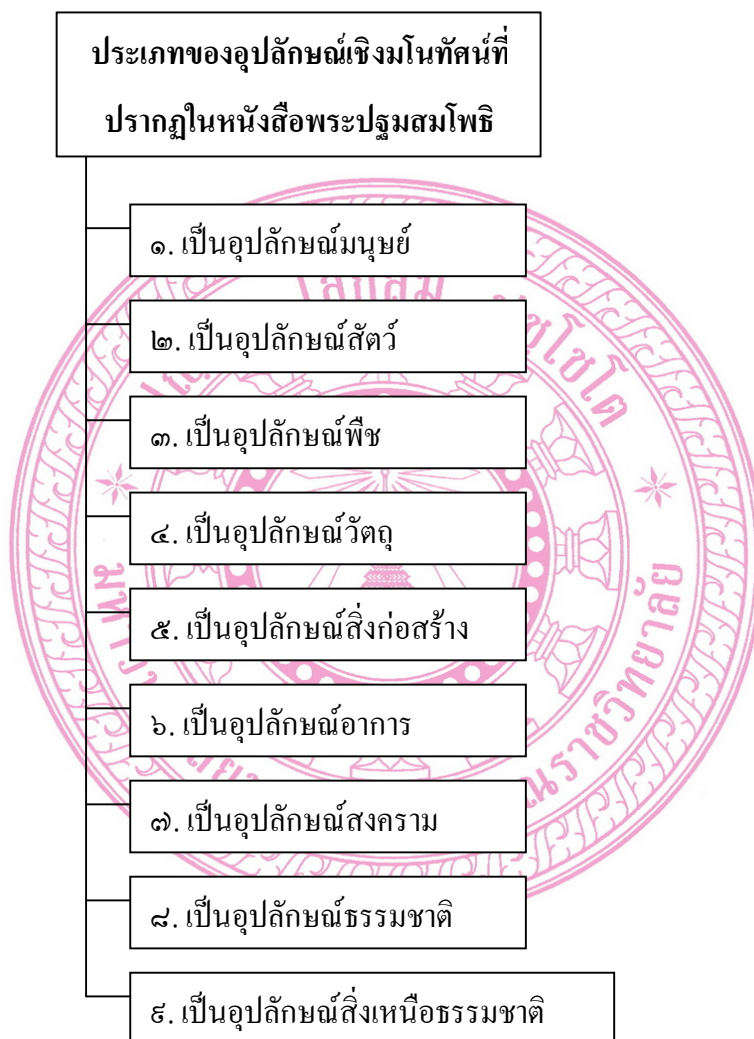 ประเภทของอุปลักษณ์เชิงมโนทัศน์ที่
ปรากฏในหนังสือพระปฐมสมโพธิ
๑. เป็นอุปลักษณ์มนุษย์
๒. เป็นอุปลักษณ์สัตว์
๓. เป็นอุปลักษณ์พืช
๔. เป็นอุปลักษณ์วัตถุ
๕. เป็นอุปลักษณ์สิ่งก่อสร้าง
๖. เป็นอุปลักษณ์อาการ
๗. เป็นอุปลักษณ์สงคราม
๘. เป็นอุปลักษณ์ธรรมชาติ
๙. เป็นอุปลักษณ์สิ่งเหนือธรรมชาติ